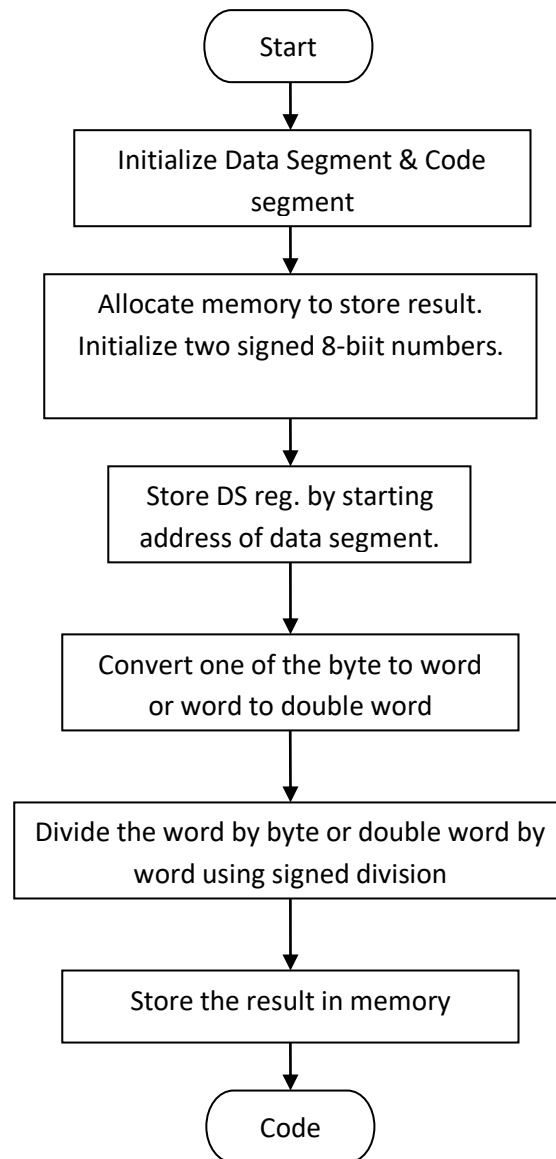 Start
Initialize Data Segment & Code
segment
Allocate memory to store result.
Initialize two signed 8-biit numbers.
Store DS reg. by starting
address of data segment.
Convert one of the byte to word
or word to double word
Divide the word by byte or double word by
word using signed division
Store the result in memory
Code